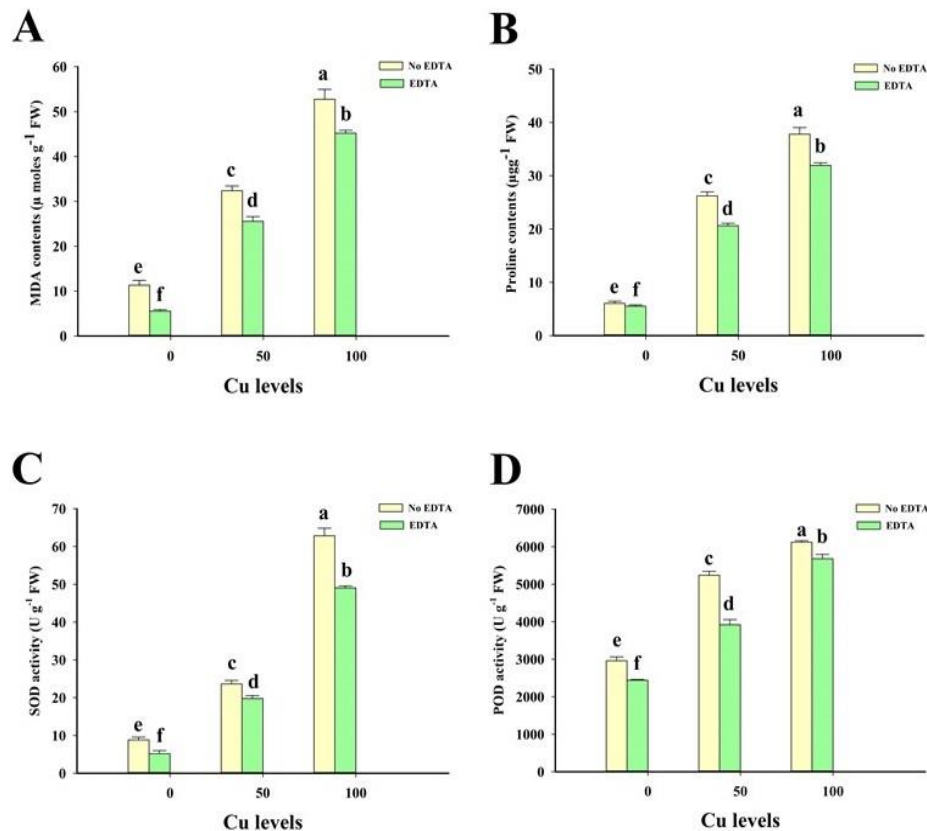 A
MDA contents (µ moles g⁻¹ FW)
60
50
40
30
20
10
0
No EDTA
EDTA
a
b
c
d
e
f
0
50
100
Cu levels
B
Proline contents (µgg⁻¹ FW)
50
40
30
20
10
0
No EDTA
EDTA
a
b
c
d
e
f
0
50
100
Cu levels
C
SOD activity (U g⁻¹ FW)
70
60
50
40
30
20
10
0
No EDTA
EDTA
a
b
c
d
e
f
0
50
100
Cu levels
D
POD activity (U g⁻¹ FW)
7000
6000
5000
4000
3000
2000
1000
0
No EDTA
EDTA
a
b
c
d
e
f
0
50
100
Cu levels